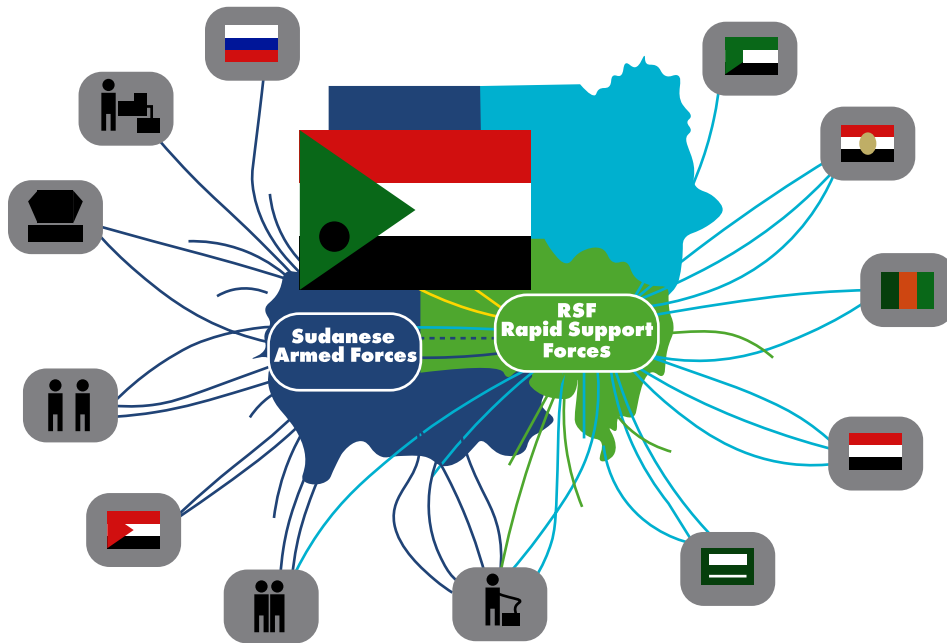 Sudanese
Armed Forces
RSF
Rapid Support
Forces